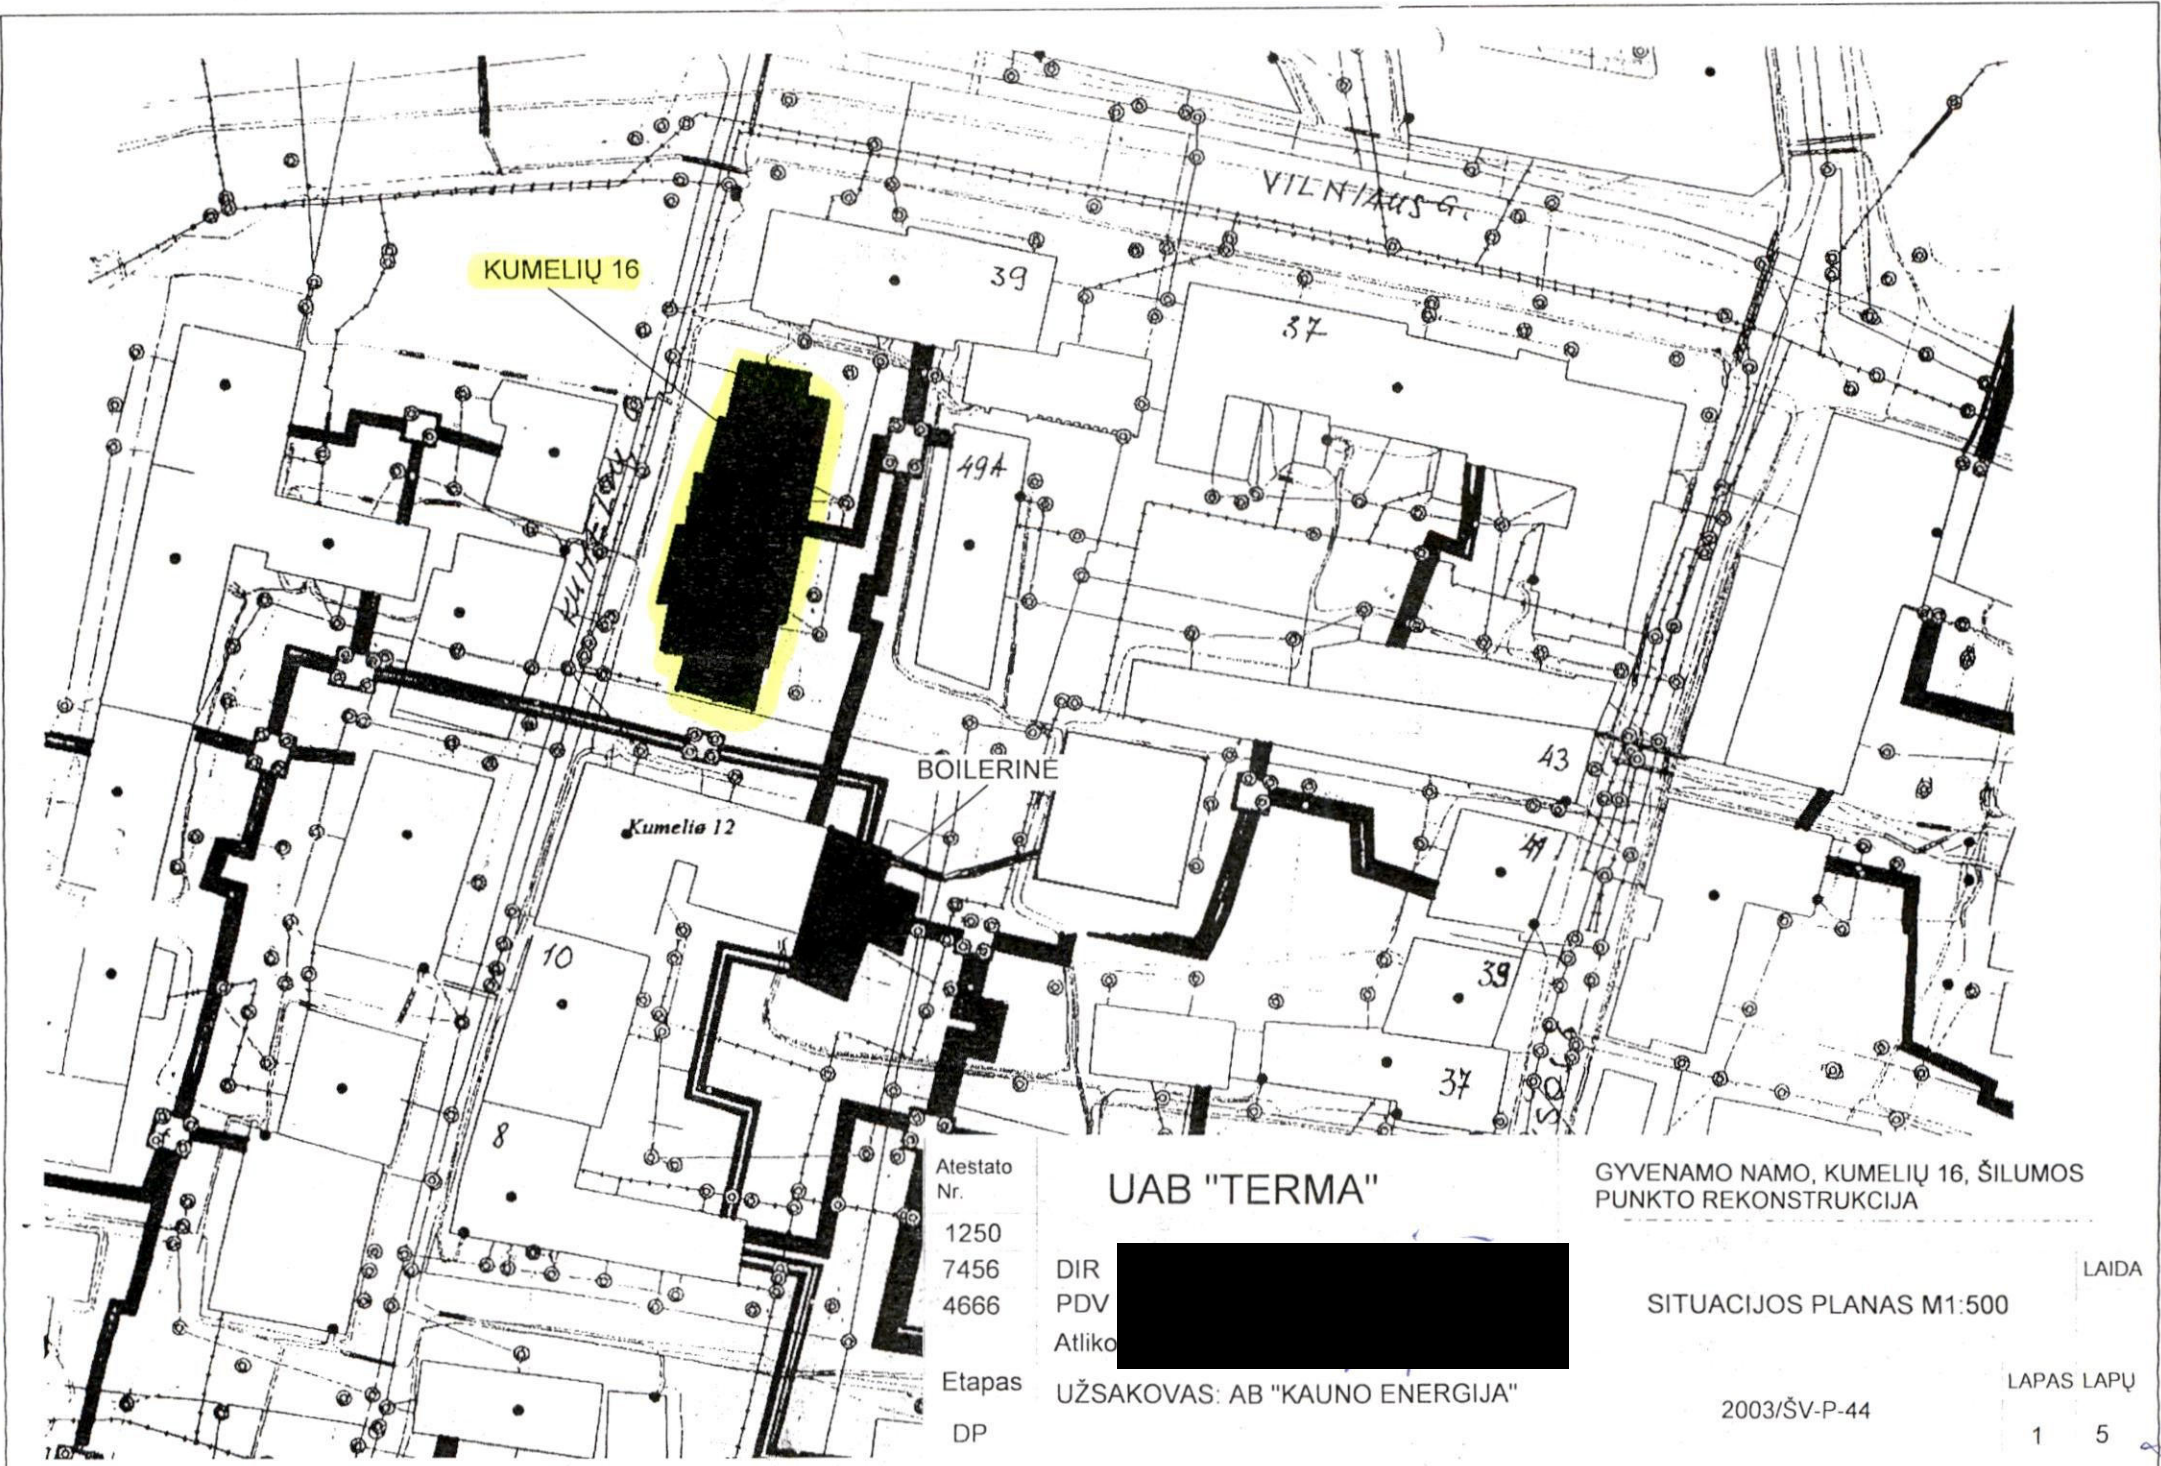 VILNIAUS G.
KUMELIŲ 16
39
37
49A
KUMELIŲ
BOILERINĖ
43
Kumelių 12
41
10
39
37
8
Atestato
Nr.
UAB "TERMA"
GYVENAMO NAMO, KUMELIŲ 16, ŠILUMOS
PUNKTO REKONSTRUKCIJA
1250
7456
DIR
4666
PDV
Atliko
LAIDA
SITUACIJOS PLANAS M1:500
Etapas
DP
UŽSAKOVAS: AB "KAUNO ENERGIJA"
2003/ŠV-P-44
LAPAS LAPŲ
1 5